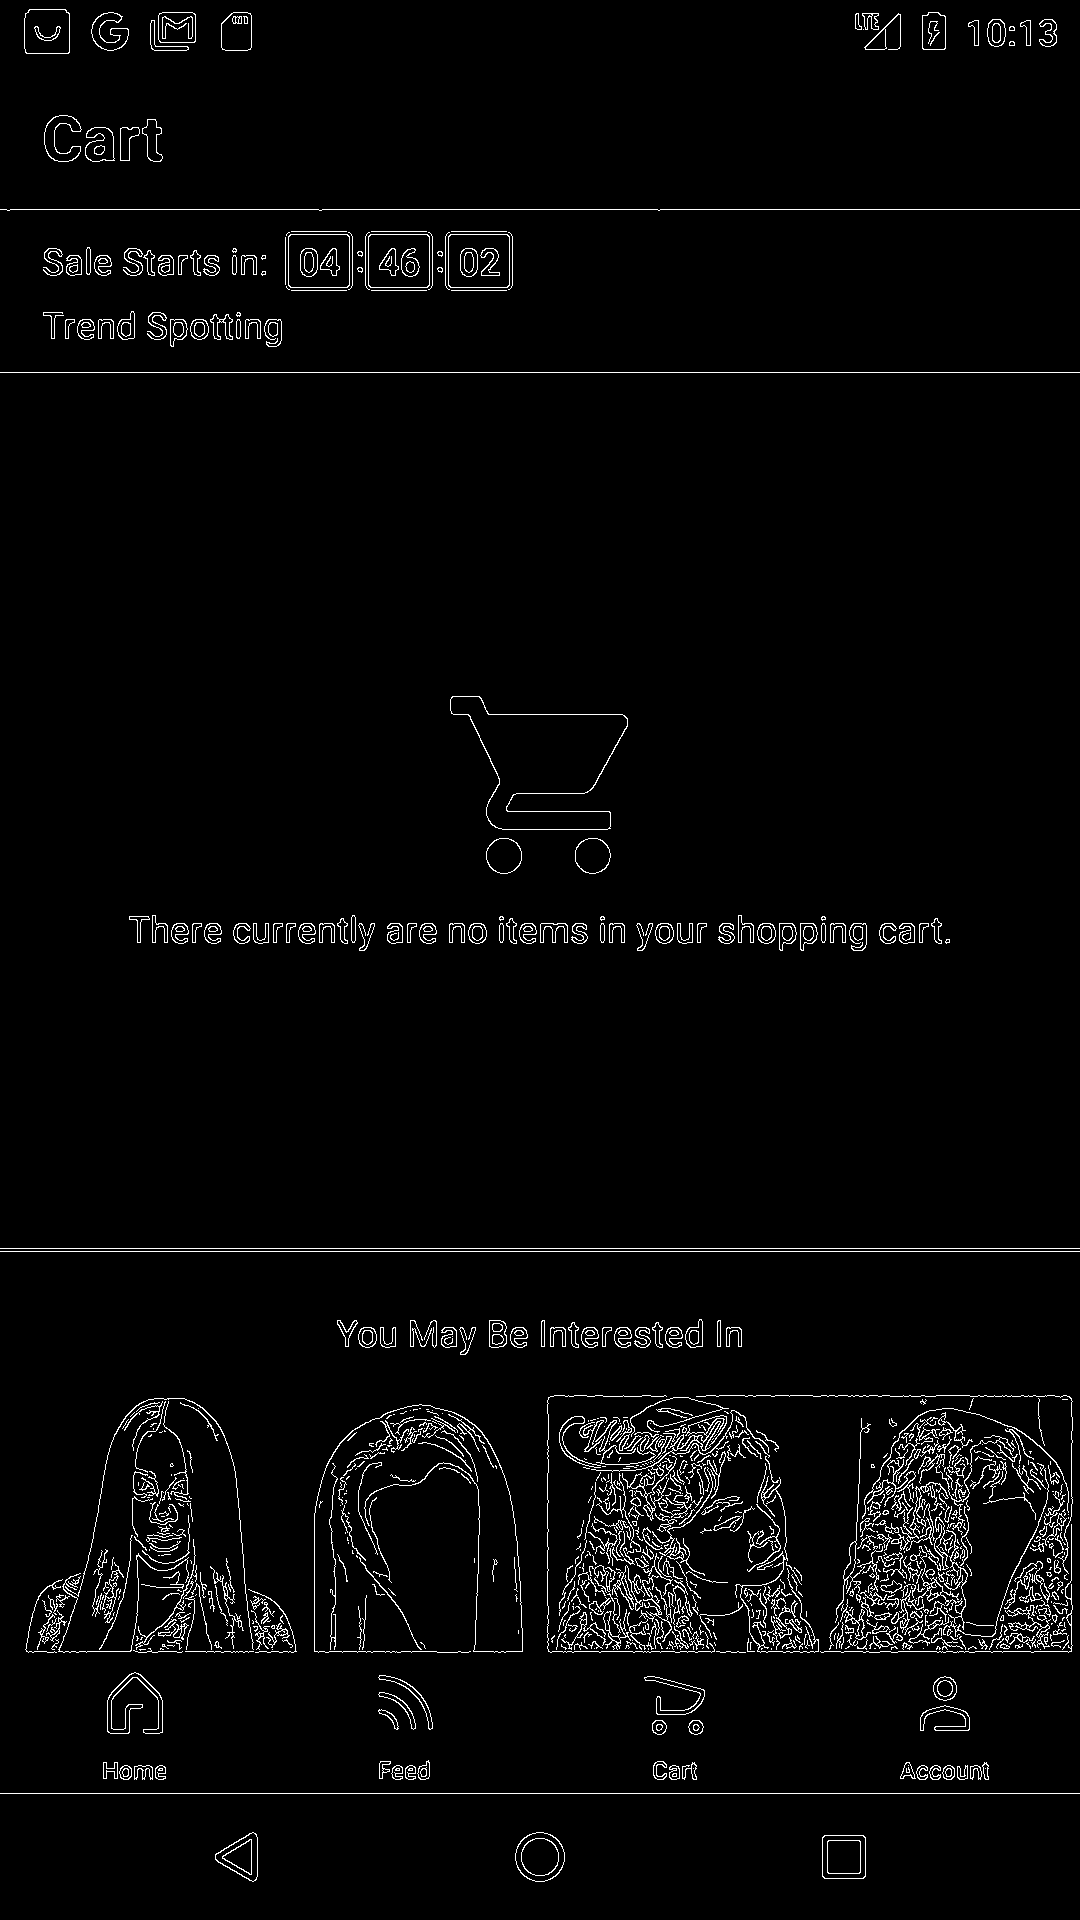 LTE 10:13
Cart
Sale Starts in: 04:46:02
Trend Spotting
There currently are no items in your shopping cart.
You May Be Interested In
Home Feed Cart Account